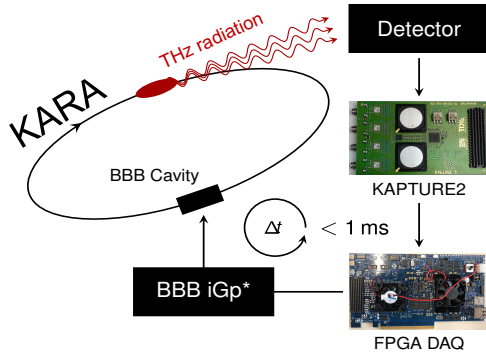 THz radiation
Detector
KARA
KAPTURE2
BBB Cavity
Δt < 1 ms
BBB iGp*
FPGA DAQ